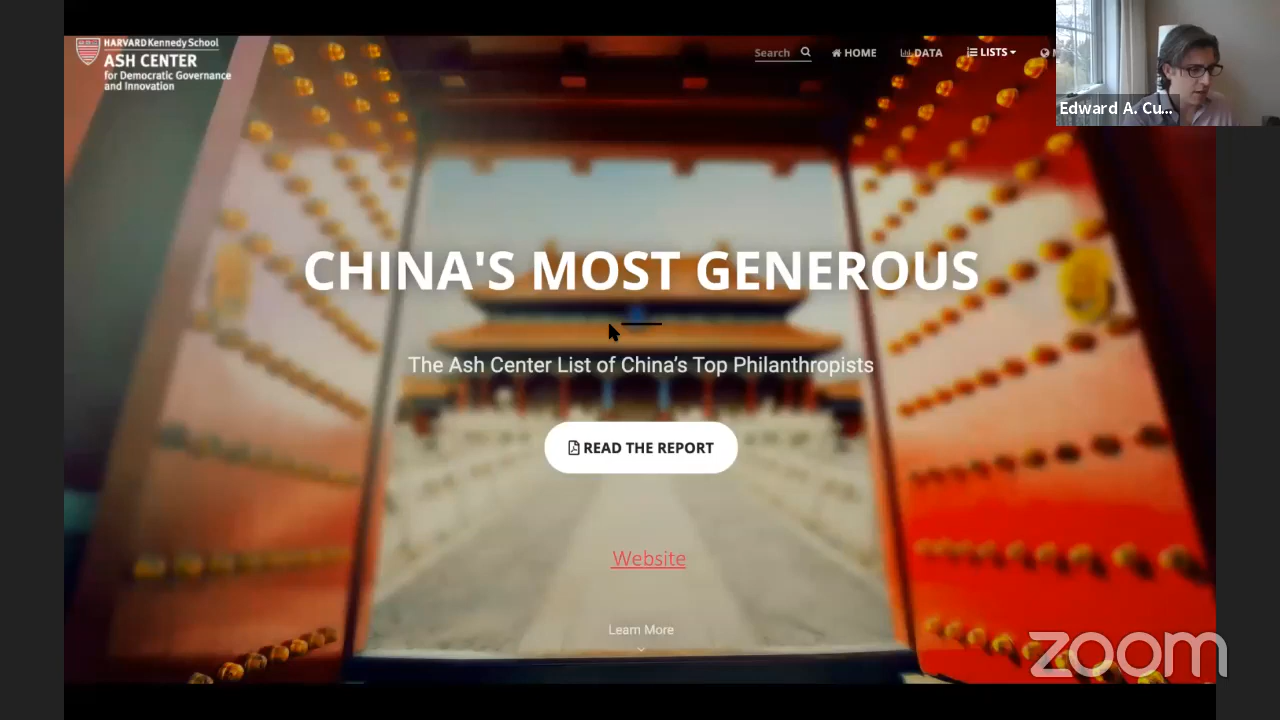 HARVARD Kennedy School
ASH CENTER
for Democratic Governance
and Innovation
Search
HOME
DATA
LISTS
Edward A. Cu...
CHINA'S MOST GENEROUS
The Ash Center List of China's Top Philanthropists
READ THE REPORT
Website
Learn More
zoom